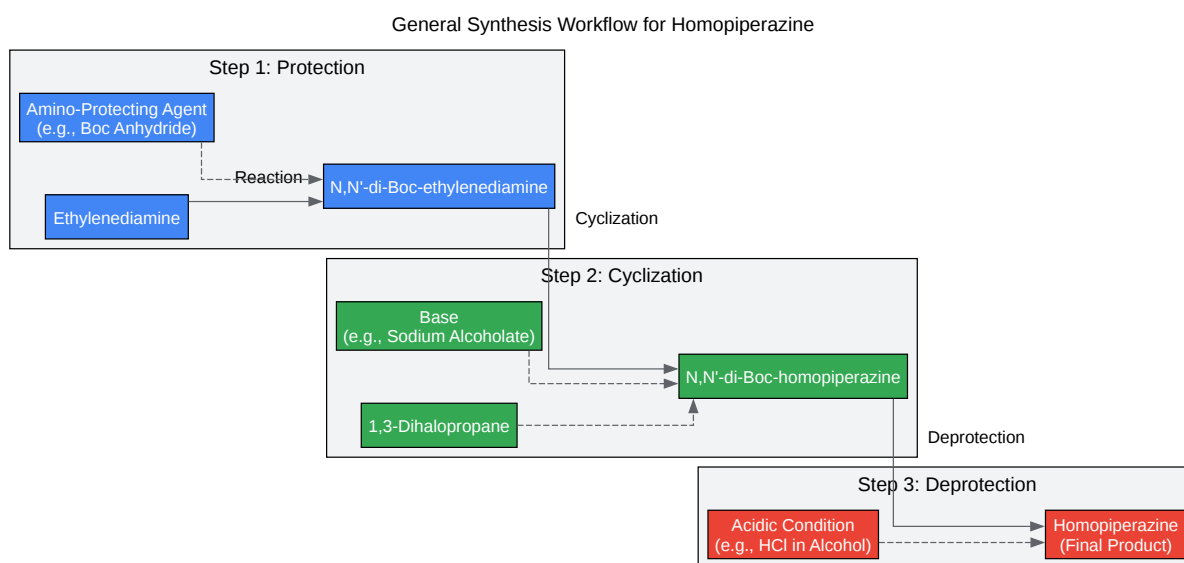 General Synthesis Workflow for Homopiperazine
Step 1: Protection
Amino-Protecting Agent
(e.g., Boc Anhydride)
Reaction
N,N'-di-Boc-ethylenediamine
Ethylenediamine
Cyclization
Step 2: Cyclization
Base
(e.g., Sodium Alcoholate)
N,N'-di-Boc-homopiperazine
1,3-Dihalopropane
Deprotection
Step 3: Deprotection
Acidic Condition
(e.g., HCl in Alcohol)
Homopiperazine
(Final Product)